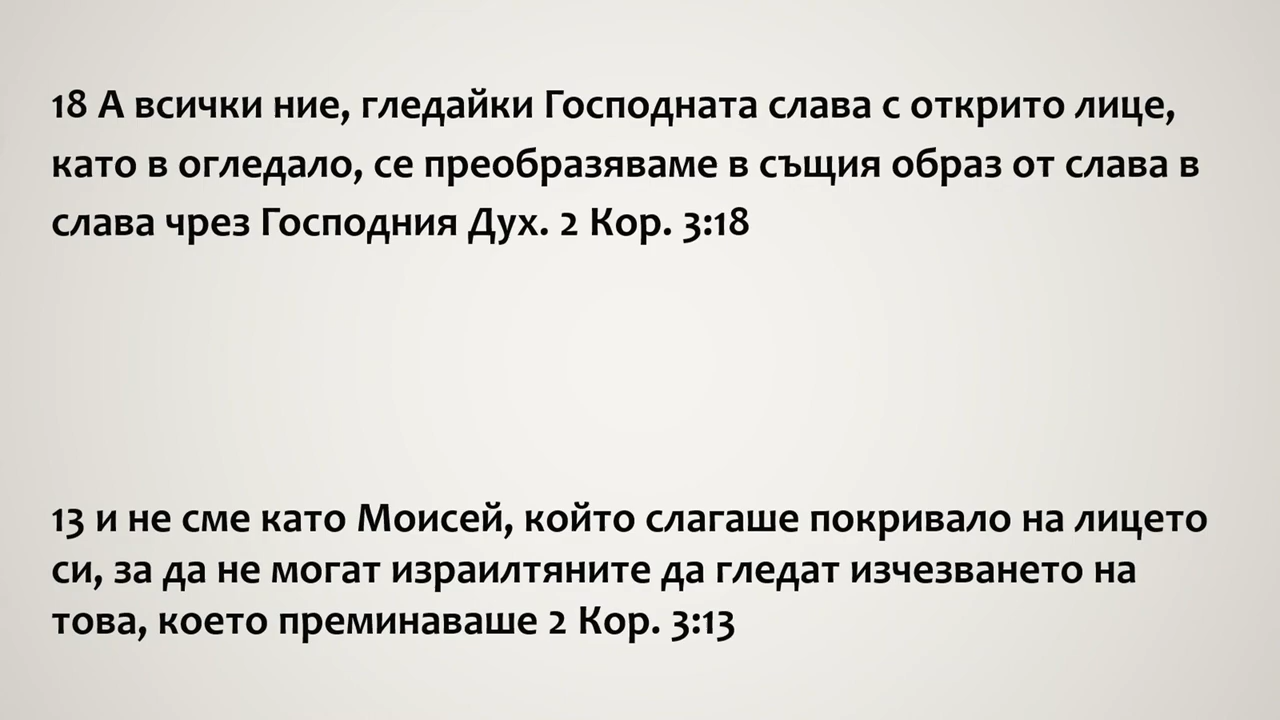 18 А всички ние, гледайки Господната слава с открито лице,
като в огледало, се преобразяваме в същия образ от слава в
слава чрез Господния Дух. 2 Кор. 3:18
13 и не сме като Моисей, който слагаше покривало на лицето
си, за да не могат израилтяните да гледат изчезването на
това, което преминаваше 2 Кор. 3:13